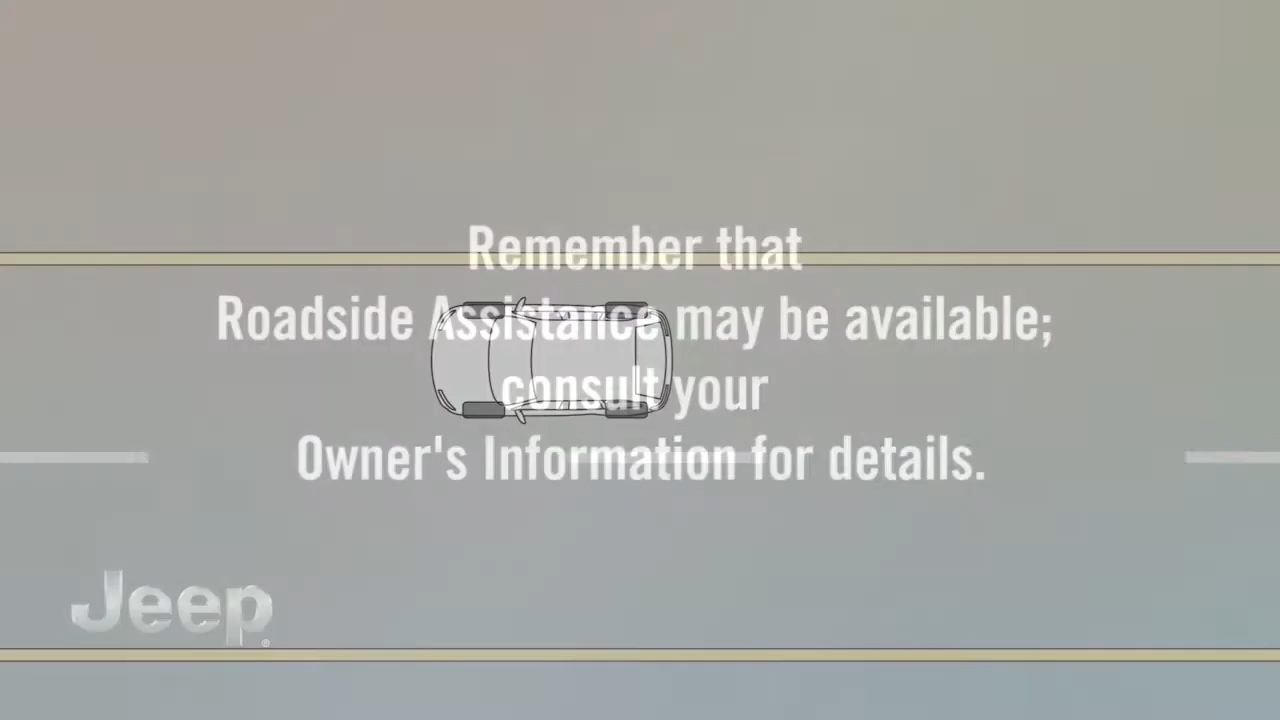 Remember that
Roadside Assistance may be available;
consult your
Owner's Information for details.
Jeep®